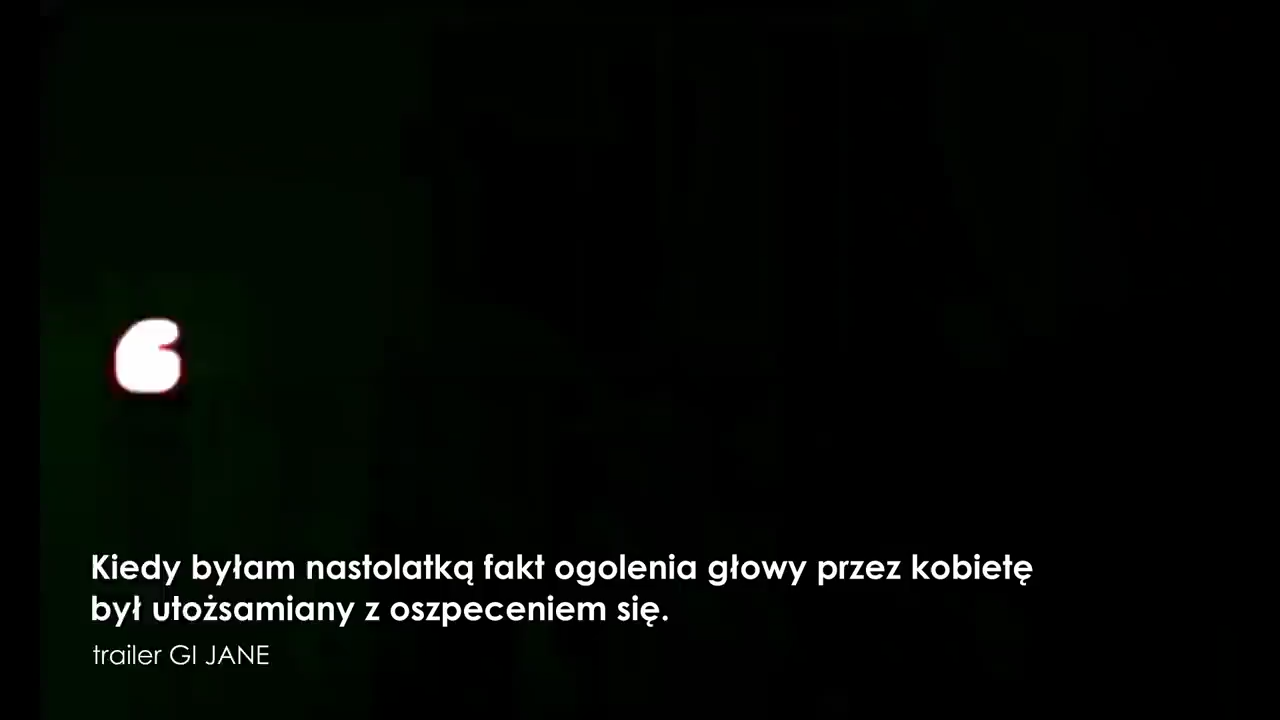 Kiedy byłam nastolatką fakt ogolenia głowy przez kobietę
był utożsamiany z oszpeceniem się.
trailer GI JANE